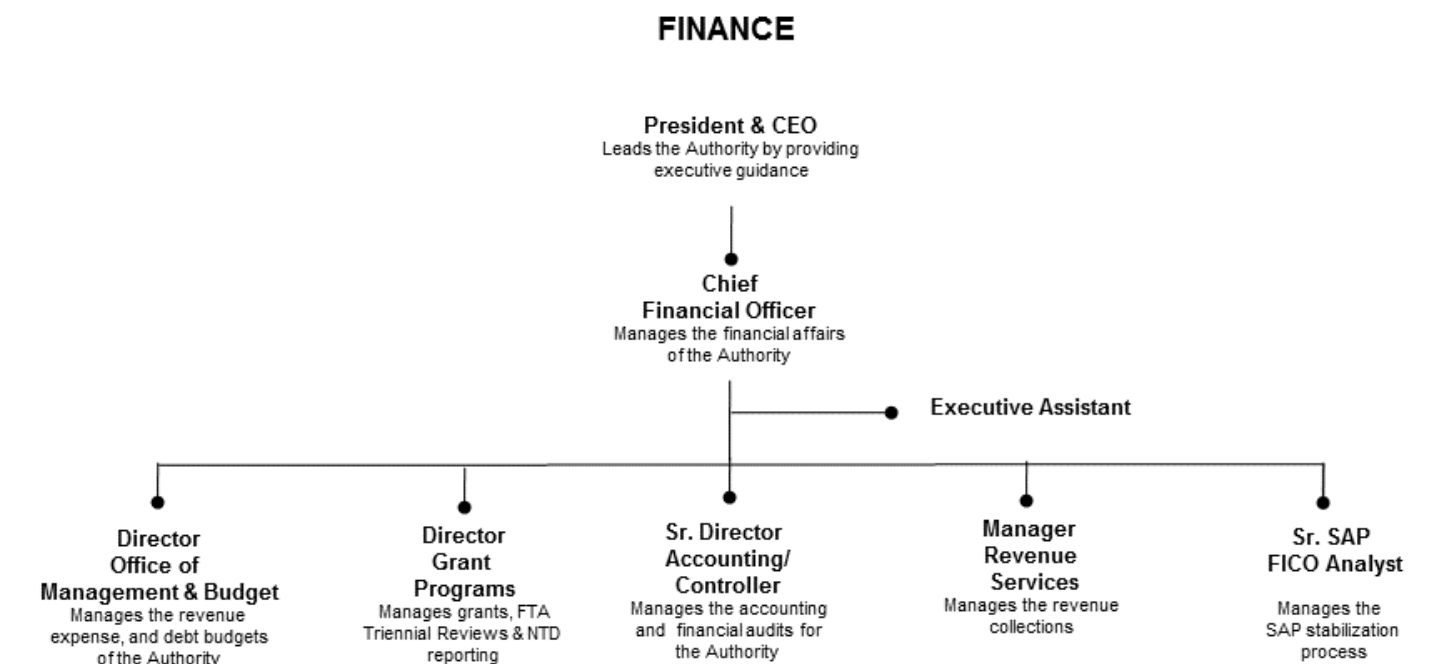 FINANCE
President & CEO
Leads the Authority by providing
executive guidance
Chief
Financial Officer
Manages the financial affairs
of the Authority
Executive Assistant
Director
Office of
Management & Budget
Manages the revenue
expense, and debt budgets
of the Authority
Director
Grant
Programs
Manages grants, FTA
Triennial Reviews & NTD
reporting
Sr. Director
Accounting/
Controller
Manages the accounting
and financial audits for
the Authority
Manager
Revenue
Services
Manages the revenue
collections
Sr. SAP
FICO Analyst
Manages the
SAP stabilization
process